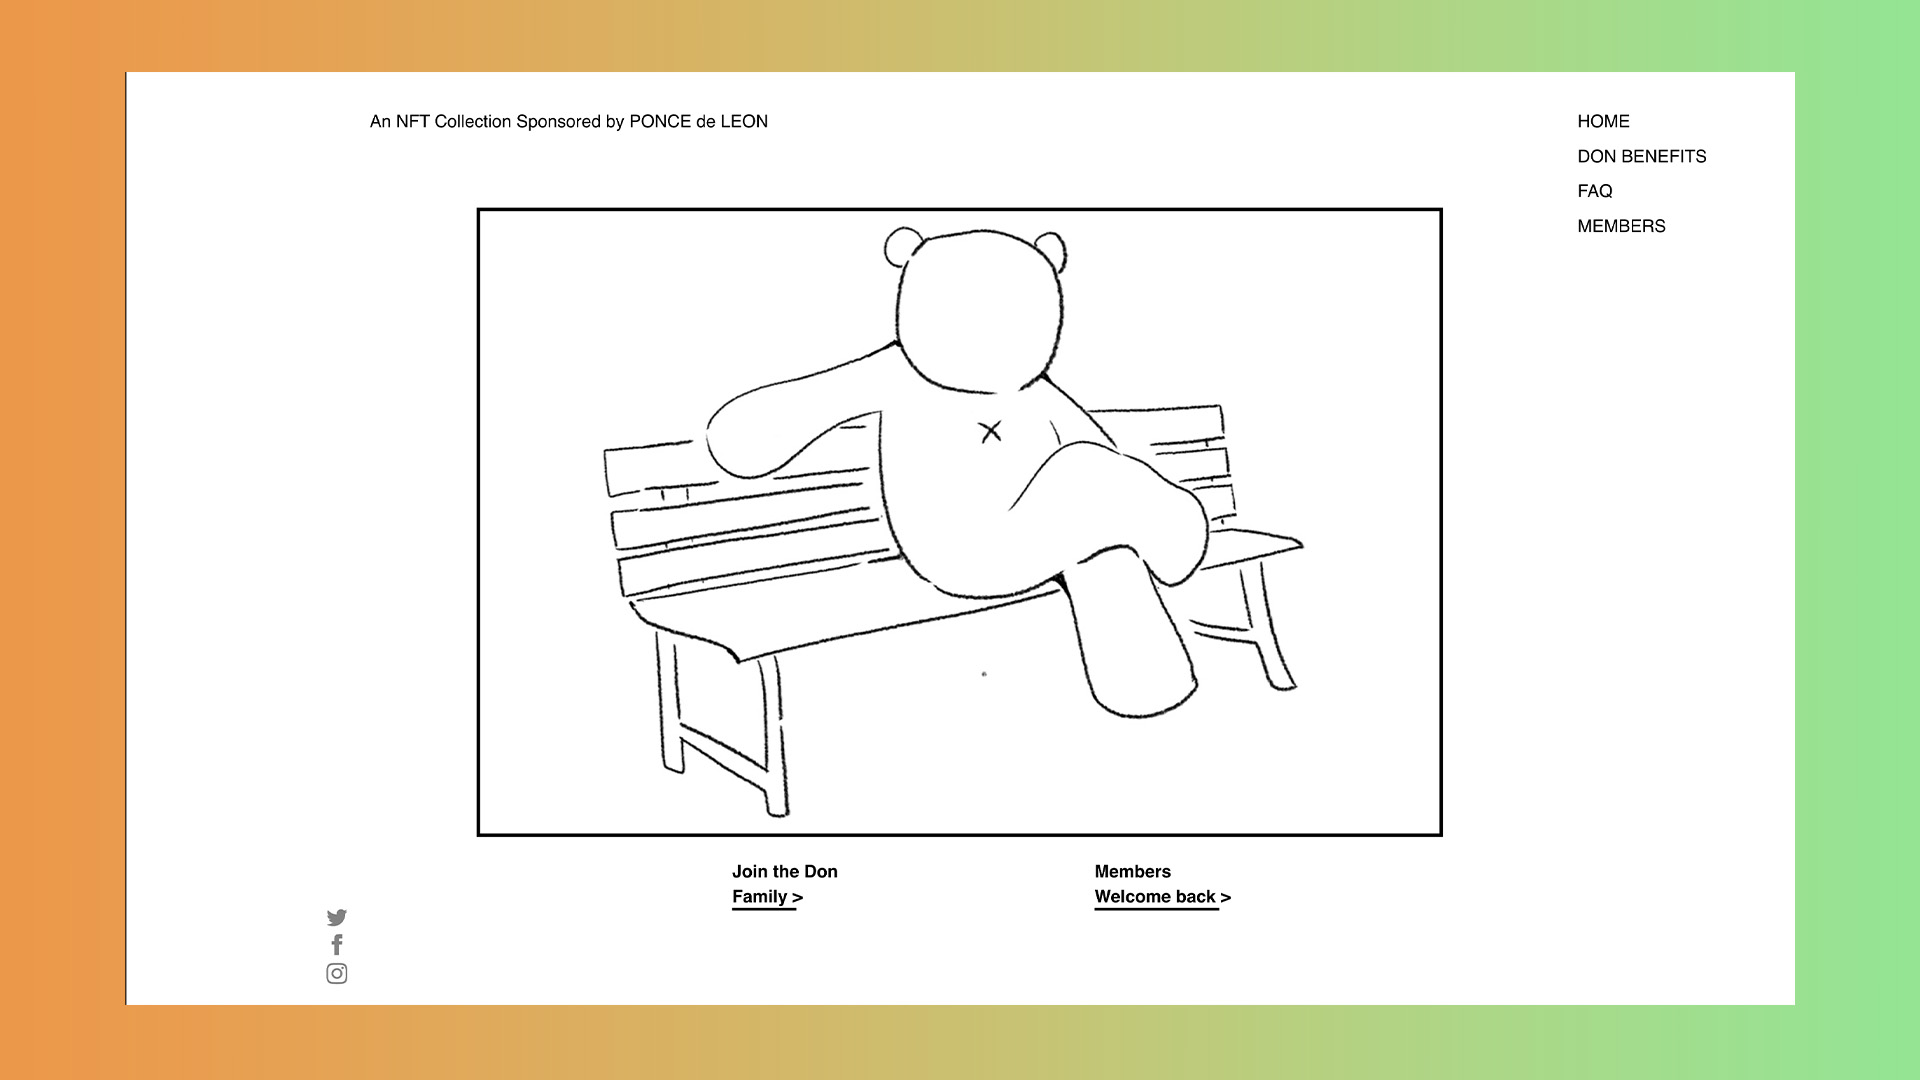 An NFT Collection Sponsored by PONCE de LEON
HOME
DON BENEFITS
FAQ
MEMBERS
Join the Don
Family >
Members
Welcome back >